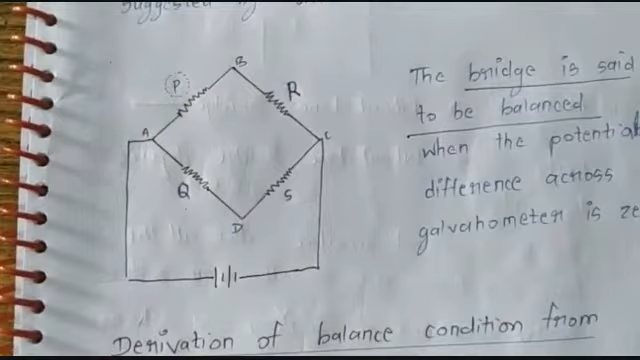 B
P
R
A
C
Q
S
D
The bridge is said
to be balanced
when the potential
difference across
galvanometer is ze
Derivation of balance condition from